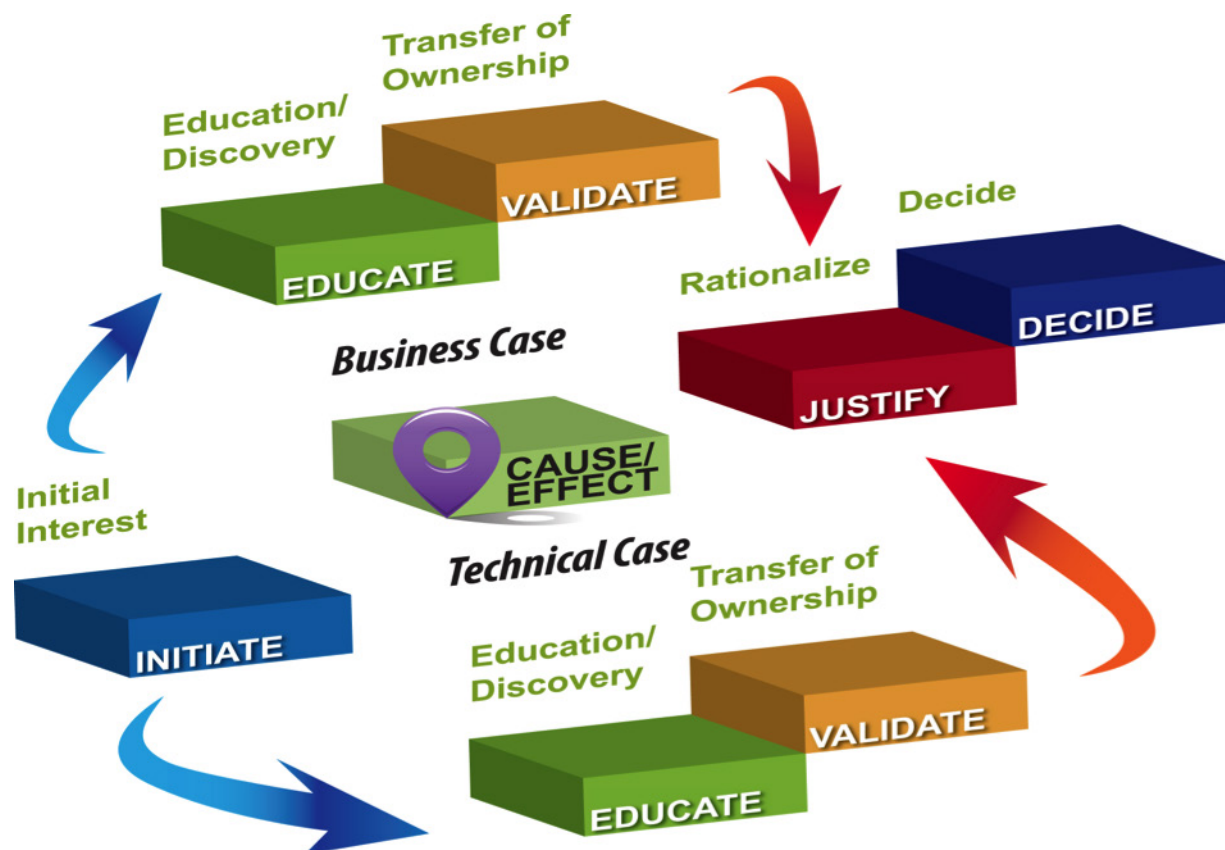 Transfer of
Ownership
Education/
Discovery
VALIDATE
EDUCATE
Decide
Rationalize
DECIDE
JUSTIFY
Business Case
CAUSE/
EFFECT
Technical Case
Initial
Interest
INITIATE
Transfer of
Ownership
Education/
Discovery
VALIDATE
EDUCATE